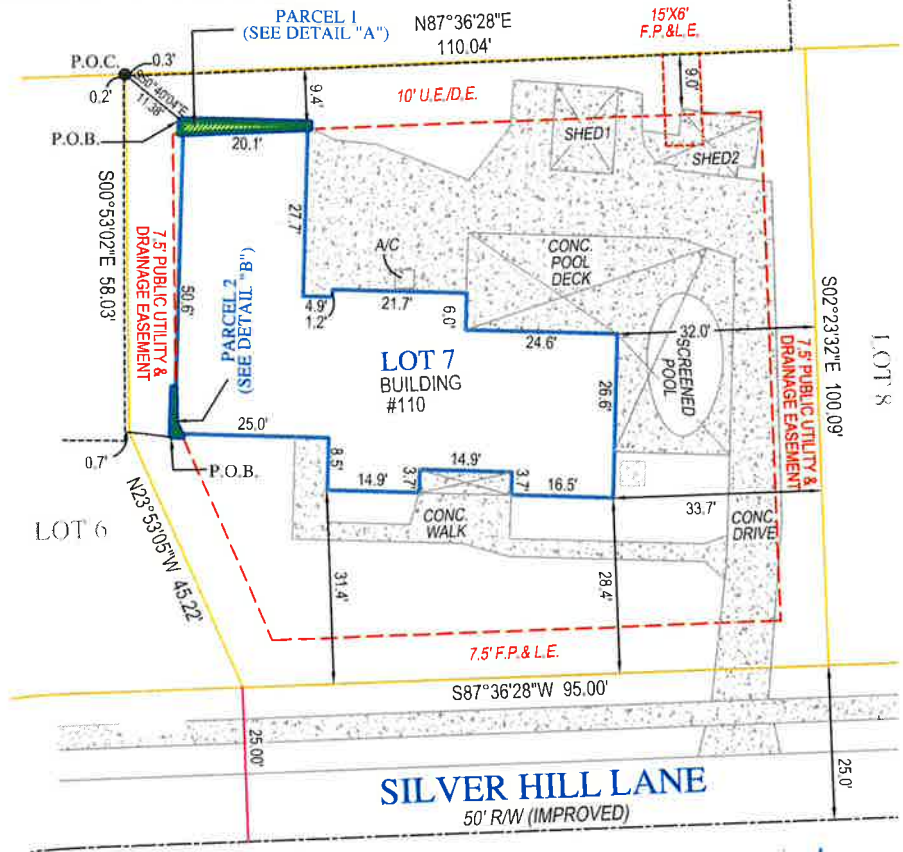 PARCEL 1
(SEE DETAIL "A")
N87°36'28"E
110.04'
15'X6'
F.P.&L.E.
P.O.C.
0.3'
0.2'
S50°40'04"E
11.38'
9.4'
10' U.E./D.E.
9.0'
P.O.B.
20.1'
SHED1
SHED2
S00°53'02"E 58.03'
7.5' PUBLIC UTILITY &
DRAINAGE EASEMENT
50.6'
PARCEL 2
(SEE DETAIL "B")
27.7'
A/C
4.9'
1.2'
21.7'
6.0'
CONC.
POOL
DECK
24.6'
32.0'
SCREENED
POOL
S02°23'32"E 100.09'
7.5' PUBLIC UTILITY &
DRAINAGE EASEMENT
LOT 8
LOT 7
BUILDING
#110
26.6'
25.0'
0.7'
P.O.B.
8.5'
14.9'
3.7'
14.9'
3.7'
16.5'
33.7'
LOT 6
N23°53'05"W 45.22'
CONC.
WALK
CONC.
DRIVE
31.4'
28.4'
7.5' F.P.& L.E.
S87°36'28"W 95.00'
25.00'
25.0'
SILVER HILL LANE
50' R/W (IMPROVED)